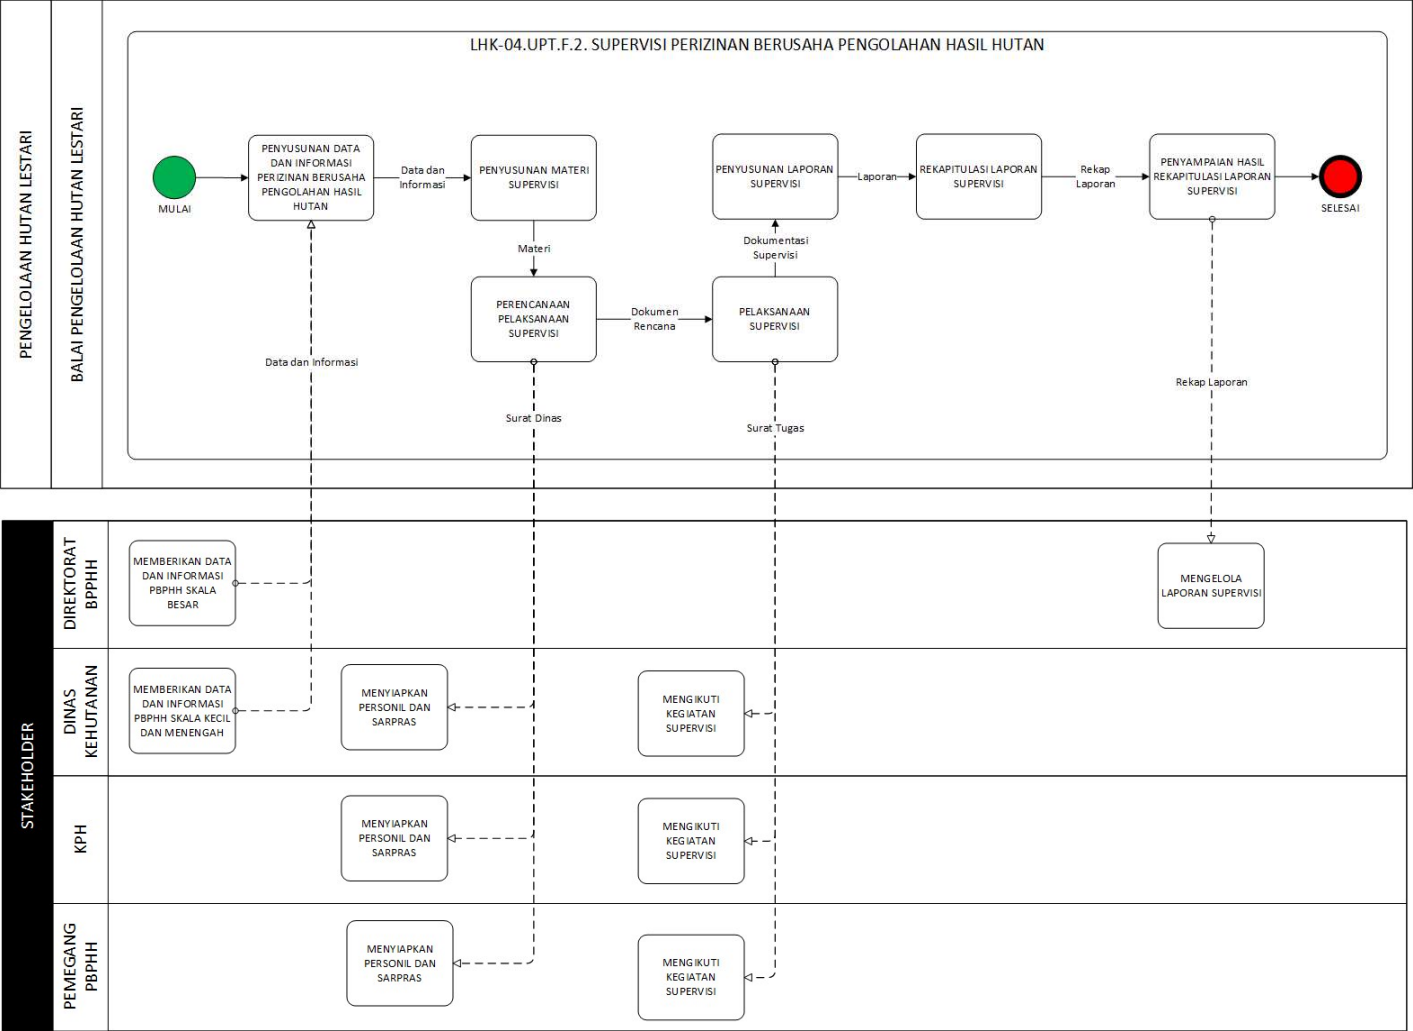 LHK-04.UPT.F.2. SUPERVISI PERIZINAN BERUSAHA PENGOLAHAN HASIL HUTAN
PENGELOLAAN HUTAN LESTARI
BALAI PENGELOLAAN HUTAN LESTARI
MULAI
PENYUSUNAN DATA
DAN INFORMASI
PERIZINAN BERUSAHA
PENGOLAHAN HASIL
HUTAN
Data dan
Informasi
PENYUSUNAN MATERI
SUPERVISI
Materi
PERENCANAAN
PELAKSANAAN
SUPERVISI
Dokumen
Rencana
PELAKSANAAN
SUPERVISI
Dokumentasi
Supervisi
PENYUSUNAN LAPORAN
SUPERVISI
Laporan
REKAPITULASI LAPORAN
SUPERVISI
Rekap
Laporan
PENYAMPAIAN HASIL
REKAPITULASI LAPORAN
SUPERVISI
SELESAI
Data dan Informasi
Surat Dinas
Surat Tugas
Rekap Laporan
STAKEHOLDER
DIREKTORAT
BPPHH
MEMBERIKAN DATA
DAN INFORMASI
PBPHH SKALA
BESAR
MENGELOLA
LAPORAN SUPERVISI
DINAS
KEHUTANAN
MEMBERIKAN DATA
DAN INFORMASI
PBPHH SKALA KECIL
DAN MENENGAH
MENYIAPKAN
PERSONIL DAN
SARPRAS
MENGIKUTI
KEGIATAN
SUPERVISI
KPH
MENYIAPKAN
PERSONIL DAN
SARPRAS
MENGIKUTI
KEGIATAN
SUPERVISI
PEMEGANG
PBPHH
MENYIAPKAN
PERSONIL DAN
SARPRAS
MENGIKUTI
KEGIATAN
SUPERVISI